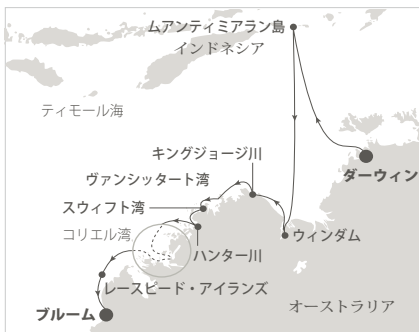 ムアンティミアラン島
インドネシア
ティモール海
キングジョージ川
ダーウィン
ヴァンシッタート湾
スウィフト湾
コリエル湾
ウィンダム
ハンター川
レースピード・アイランズ
ブルーム
オーストラリア